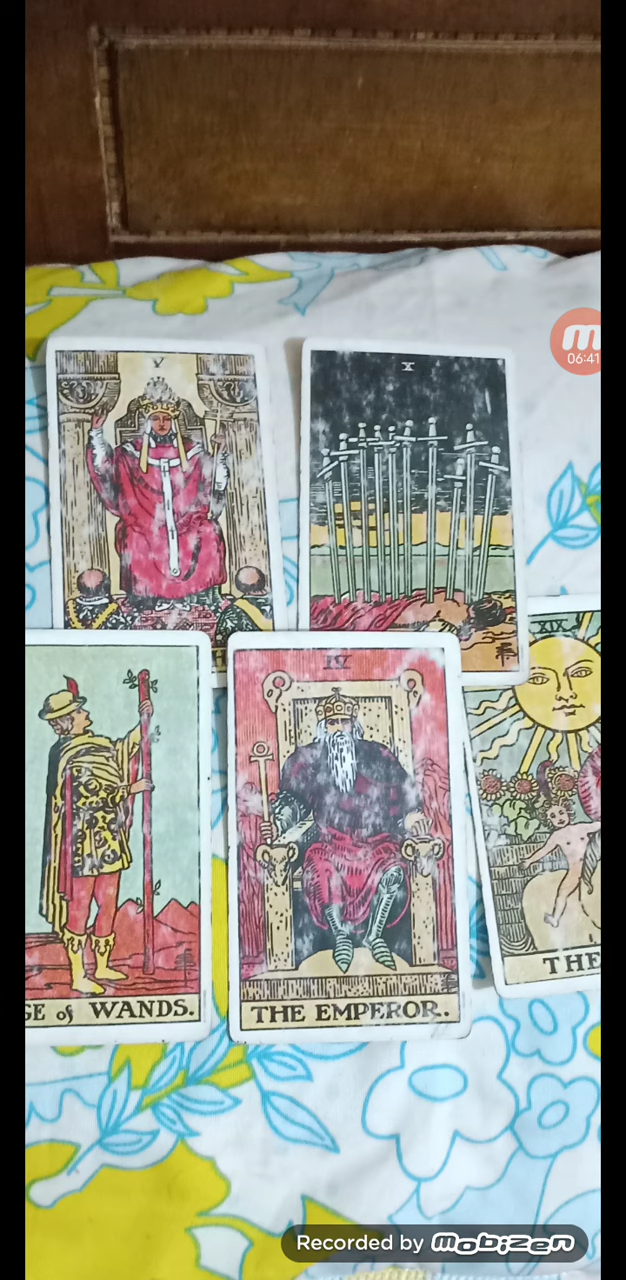 V
X
06:41
XIX
IV
GE of WANDS.
THE EMPEROR.
THE
Recorded by mobizen